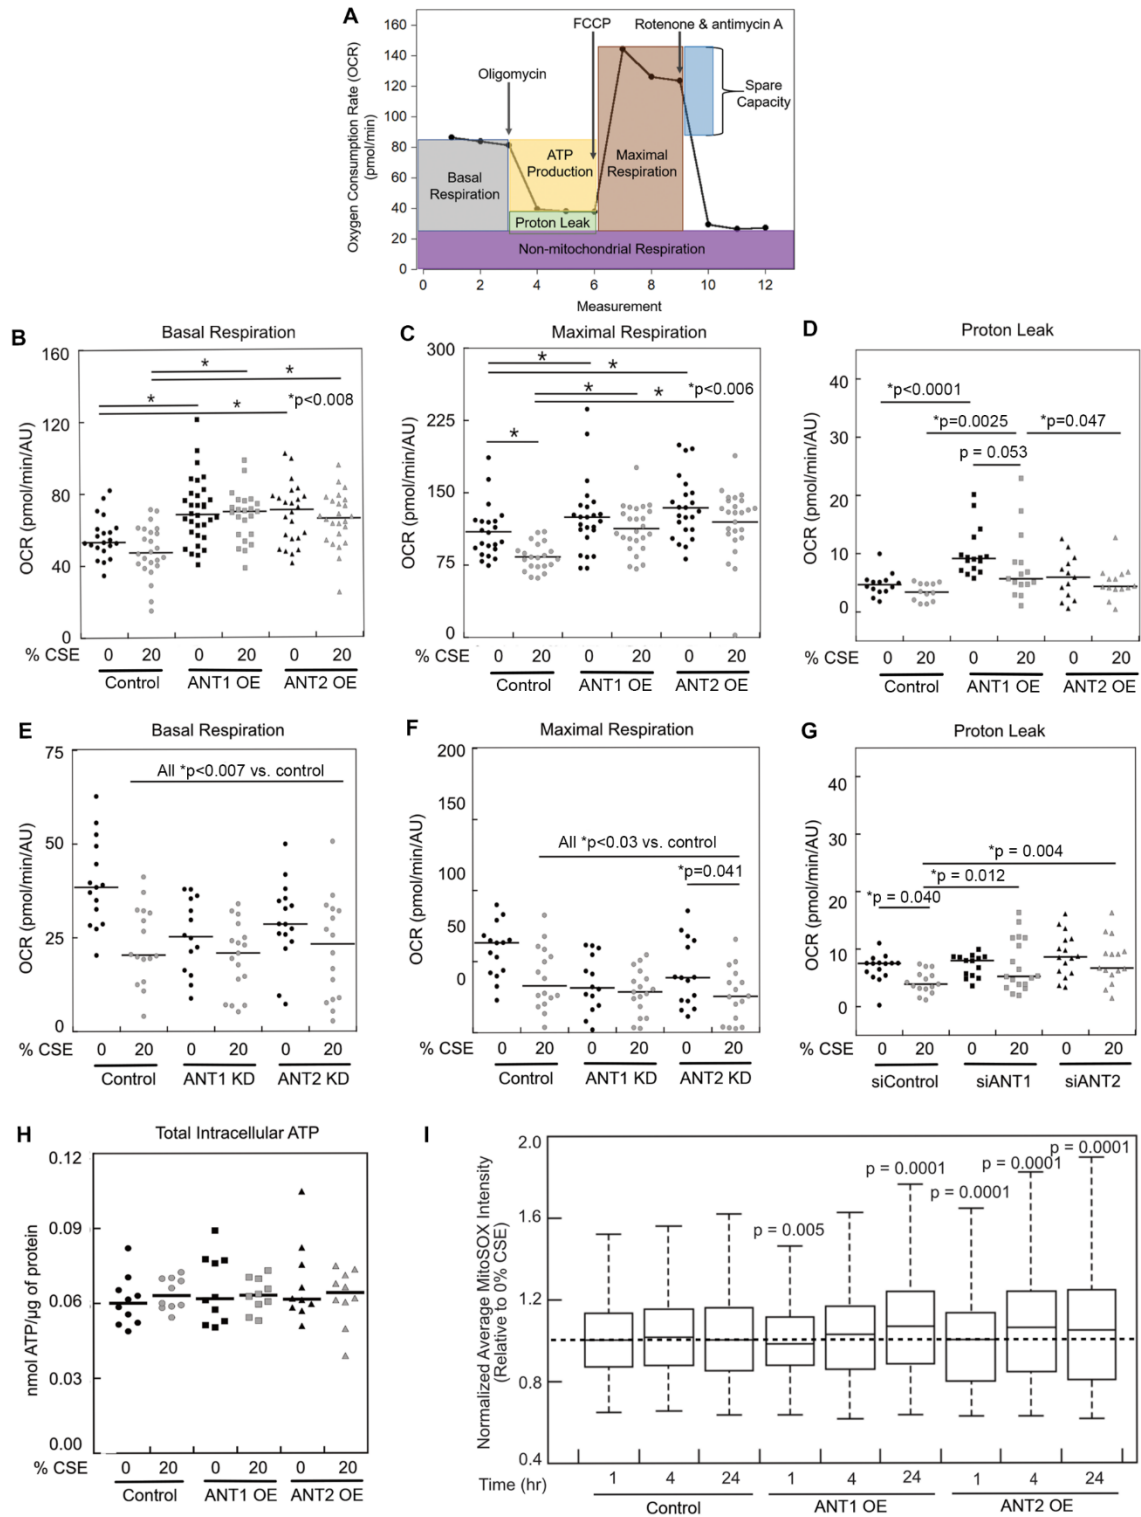 A
FCCP
Rotenone & antimycin A
Oxygen Consumption Rate (OCR)
(pmol/min)
160
140
120
100
80
60
40
20
0
Oligomycin
Spare
Capacity
ATP
Production
Maximal
Respiration
Basal
Respiration
Proton Leak
Non-mitochondrial Respiration
0 2 4 6 8 10 12
Measurement
B
Basal Respiration
OCR (pmol/min/AU)
160
120
80
40
0
*
*
*
*
*p<0.008
% CSE 0 20 0 20 0 20
Control ANT1 OE ANT2 OE
C
Maximal Respiration
OCR (pmol/min/AU)
300
225
150
75
0
*
*
*
*
*p<0.006
*
0 20 0 20 0 20
Control ANT1 OE ANT2 OE
D
Proton Leak
OCR (pmol/min/AU)
40
30
20
10
0
*p<0.0001
*p=0.0025
*p=0.047
p = 0.053
% CSE 0 20 0 20 0 20
Control ANT1 OE ANT2 OE
E
Basal Respiration
OCR (pmol/min/AU)
75
50
25
0
All *p<0.007 vs. control
% CSE 0 20 0 20 0 20
Control ANT1 KD ANT2 KD
F
Maximal Respiration
OCR (pmol/min/AU)
200
150
100
50
0
All *p<0.03 vs. control
*p=0.041
0 20 0 20 0 20
Control ANT1 KD ANT2 KD
G
Proton Leak
OCR (pmol/min/AU)
40
30
20
10
0
*p = 0.004
*p = 0.012
*p = 0.040
% CSE 0 20 0 20 0 20
siControl siANT1 siANT2
H
Total Intracellular ATP
nmol ATP/µg of protein
0.12
0.09
0.06
0.03
0.00
% CSE 0 20 0 20 0 20
Control ANT1 OE ANT2 OE
I
Normalized Average MitoSOX Intensity
(Relative to 0% CSE)
2.0
1.6
1.2
0.8
0.4
p = 0.005
p = 0.0001
p = 0.0001
p = 0.0001
p = 0.0001
Time (hr) 1 4 24 1 4 24 1 4 24
Control ANT1 OE ANT2 OE